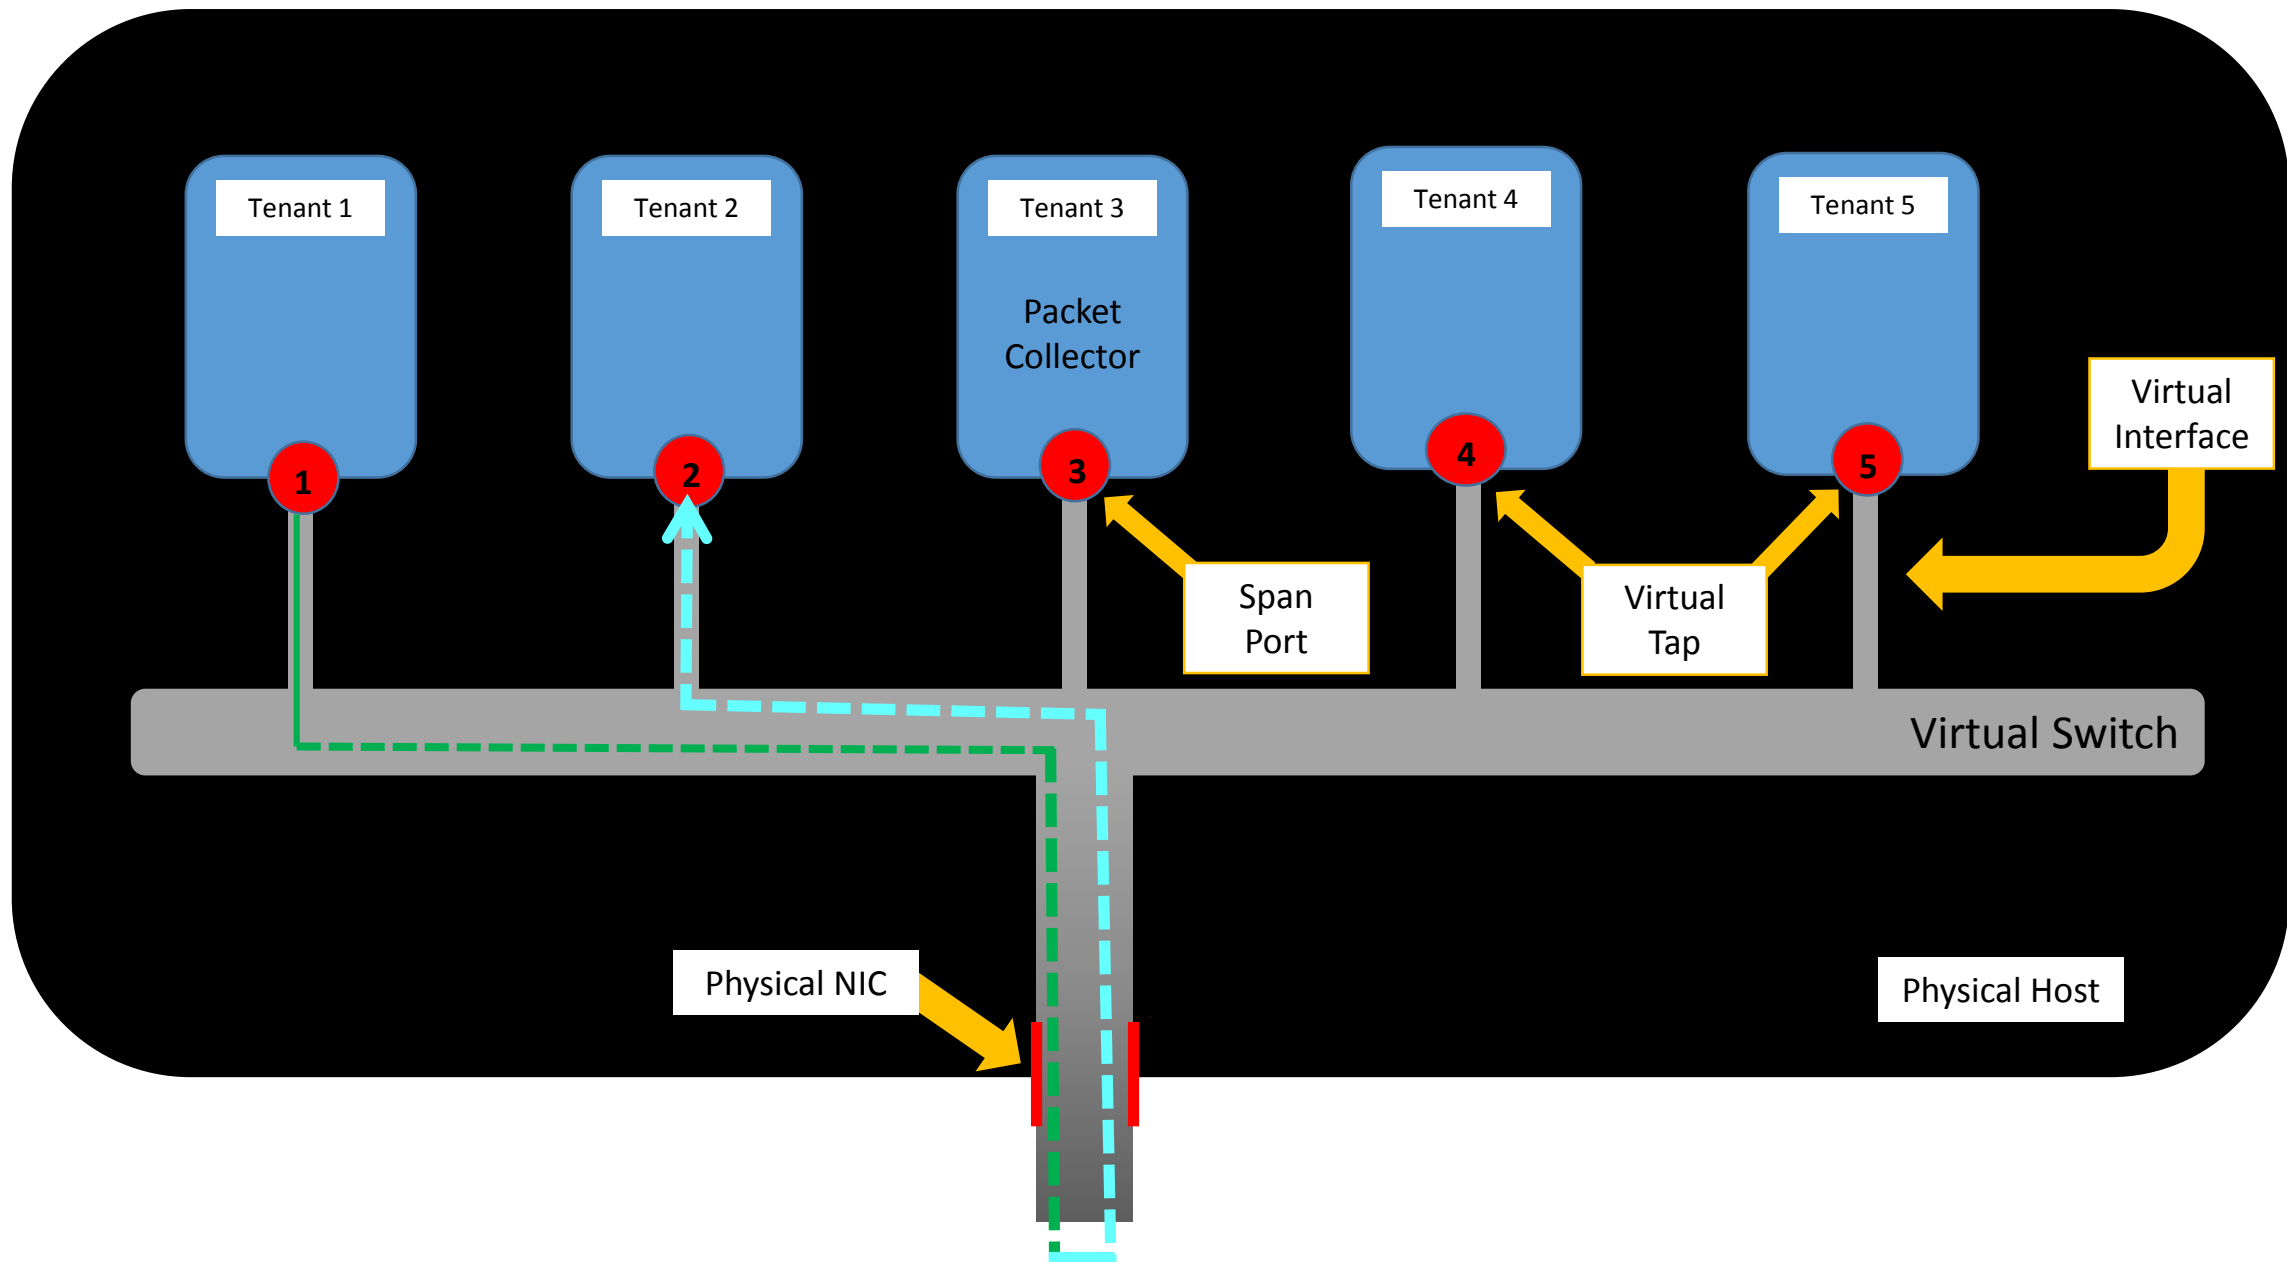 Tenant 1
Tenant 2
Tenant 3
Tenant 4
Tenant 5
Packet
Collector
Virtual
Interface
1
2
3
4
5
Span
Port
Virtual
Tap
Virtual Switch
Physical NIC
Physical Host